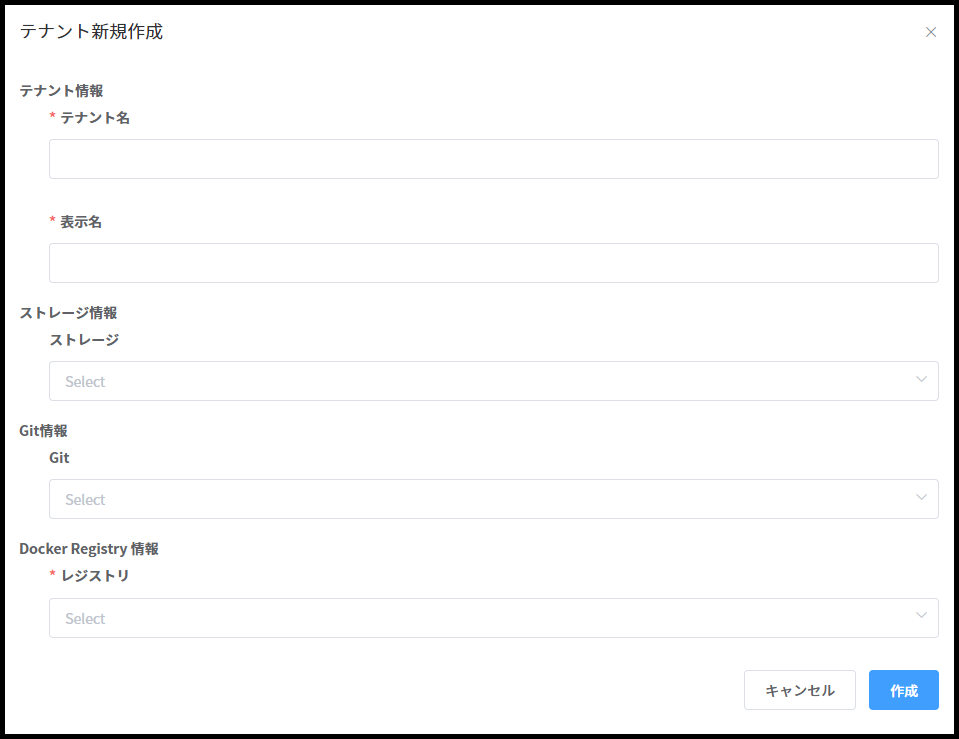 テナント新規作成
テナント情報
* テナント名
* 表示名
ストレージ情報
ストレージ
Select
Git情報
Git
Select
Docker Registry 情報
* レジストリ
Select
キャンセル
作成